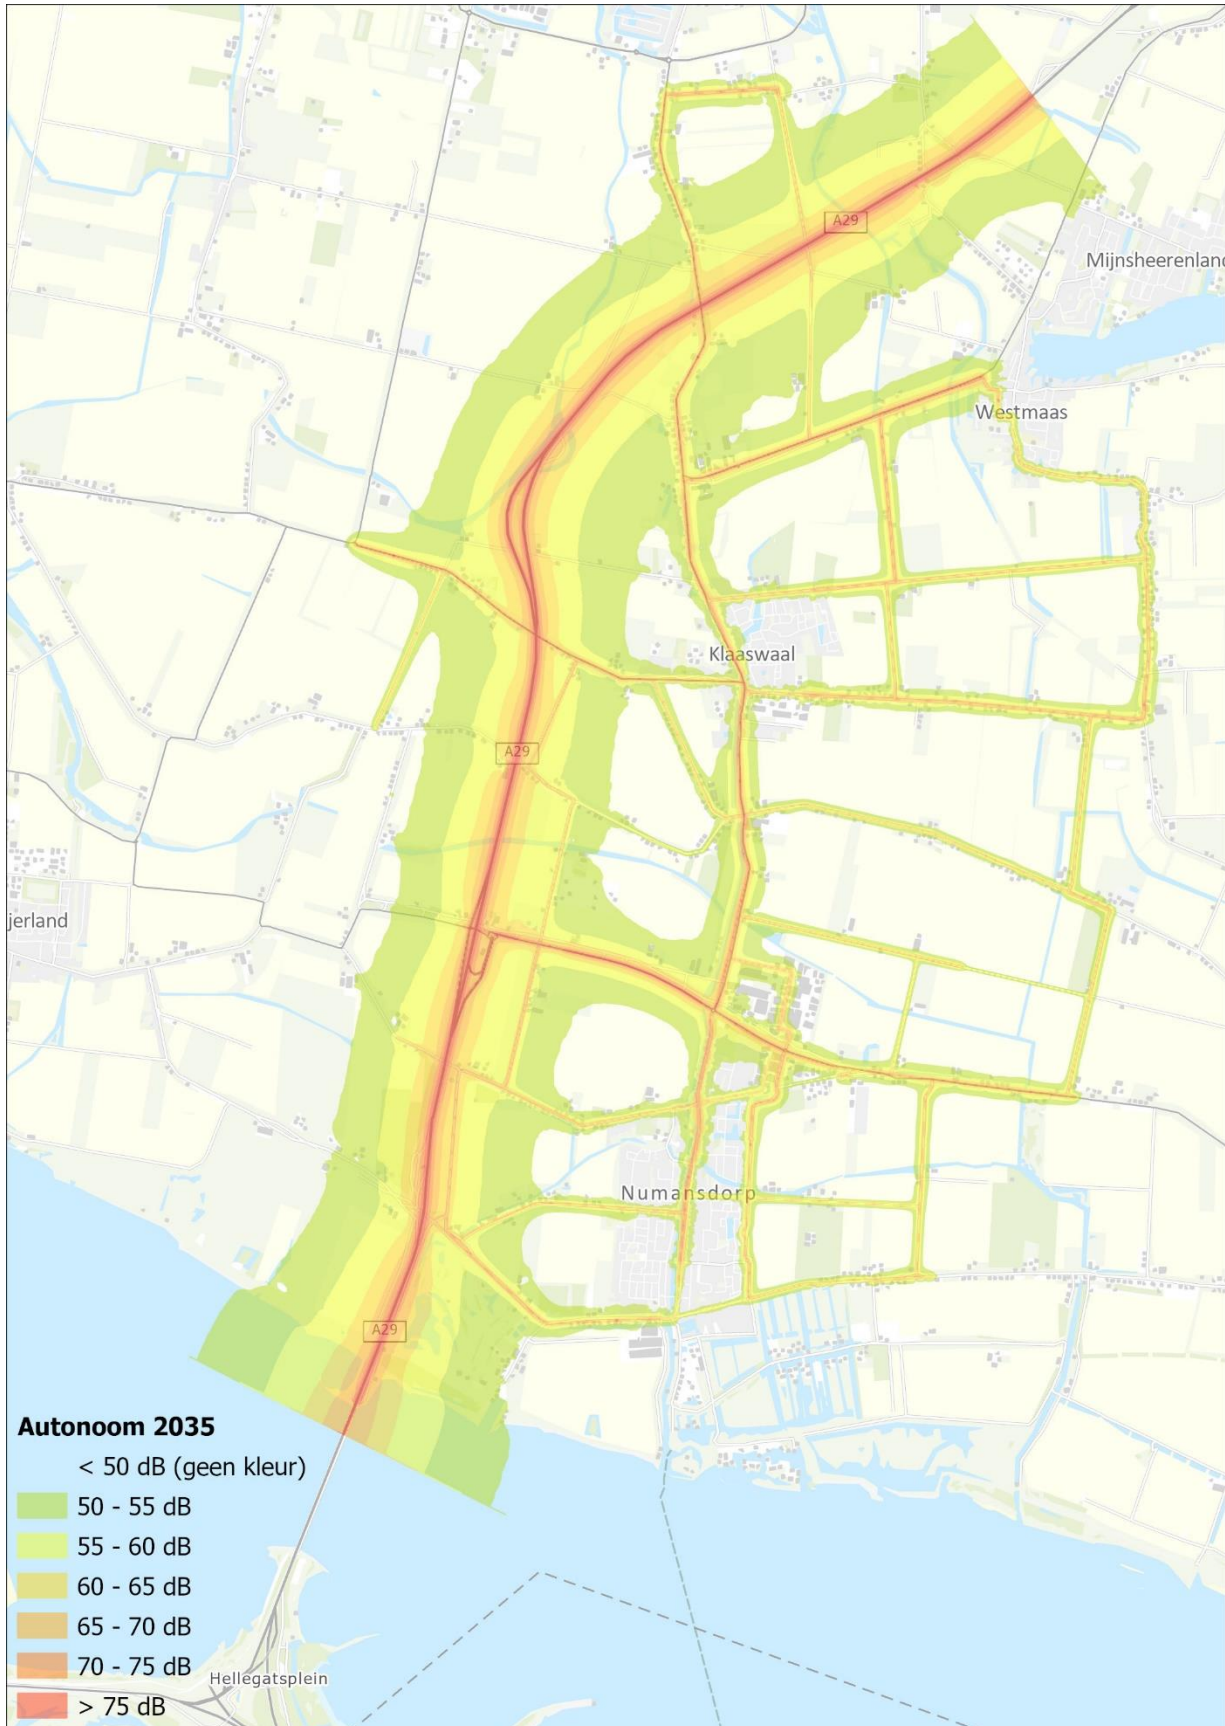 A29
Mijnsheerenland
Westmaas
Klaaswaal
A29
jerland
Numansdorp
A29
Autonoom 2035
< 50 dB (geen kleur)
50 - 55 dB
55 - 60 dB
60 - 65 dB
65 - 70 dB
70 - 75 dB
> 75 dB
Hellegatsplein